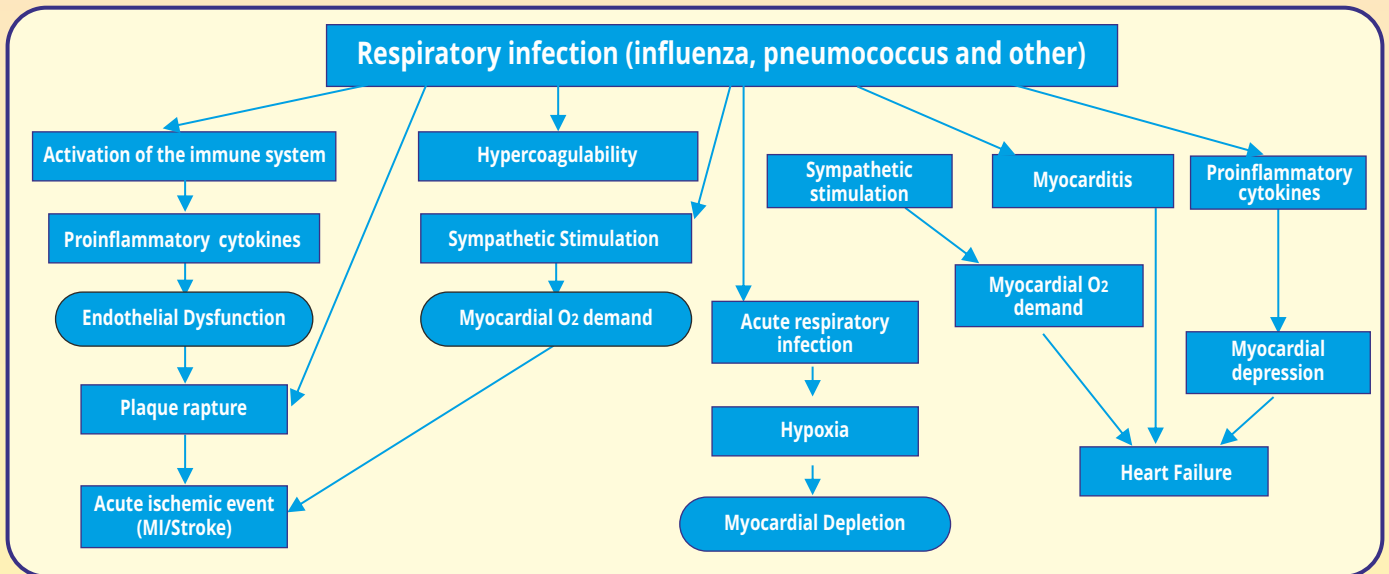 Respiratory infection (influenza, pneumococcus and other)
Activation of the immune system
Proinflammatory cytokines
Endothelial Dysfunction
Plaque rapture
Acute ischemic event
(MI/Stroke)
Hypercoagulability
Sympathetic Stimulation
Myocardial O2 demand
Acute respiratory
infection
Hypoxia
Myocardial Depletion
Sympathetic
stimulation
Myocardial O2
demand
Myocarditis
Proinflammatory
cytokines
Myocardial
depression
Heart Failure